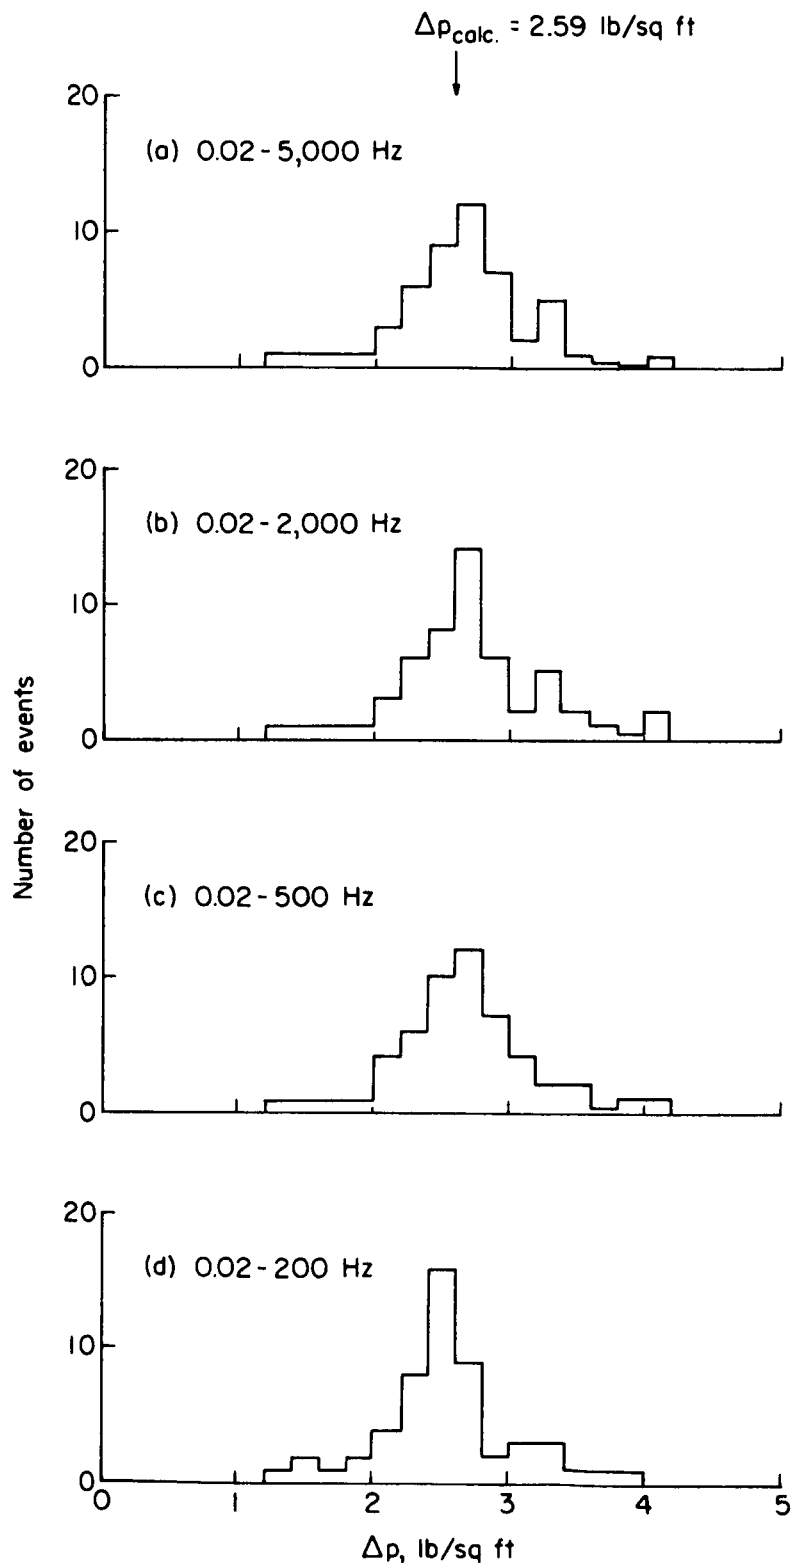 Δp calc. = 2.59 lb/sq ft
20
(a) 0.02-5,000 Hz
10
0
20
(b) 0.02-2,000 Hz
10
0
Number of events
20
(c) 0.02-500 Hz
10
0
20
(d) 0.02-200 Hz
10
0
0 1 2 3 4 5
Δp, lb/sq ft